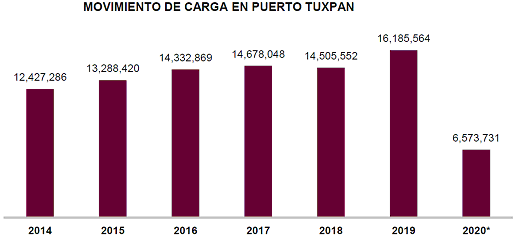 MOVIMIENTO DE CARGA EN PUERTO TUXPAN
12,427,286 13,288,420 14,332,869 14,678,048 14,505,552 16,185,564 6,573,731
2014 2015 2016 2017 2018 2019 2020*